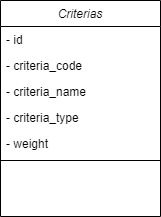 Criterias
- id
- criteria_code
- criteria_name
- criteria_type
- weight